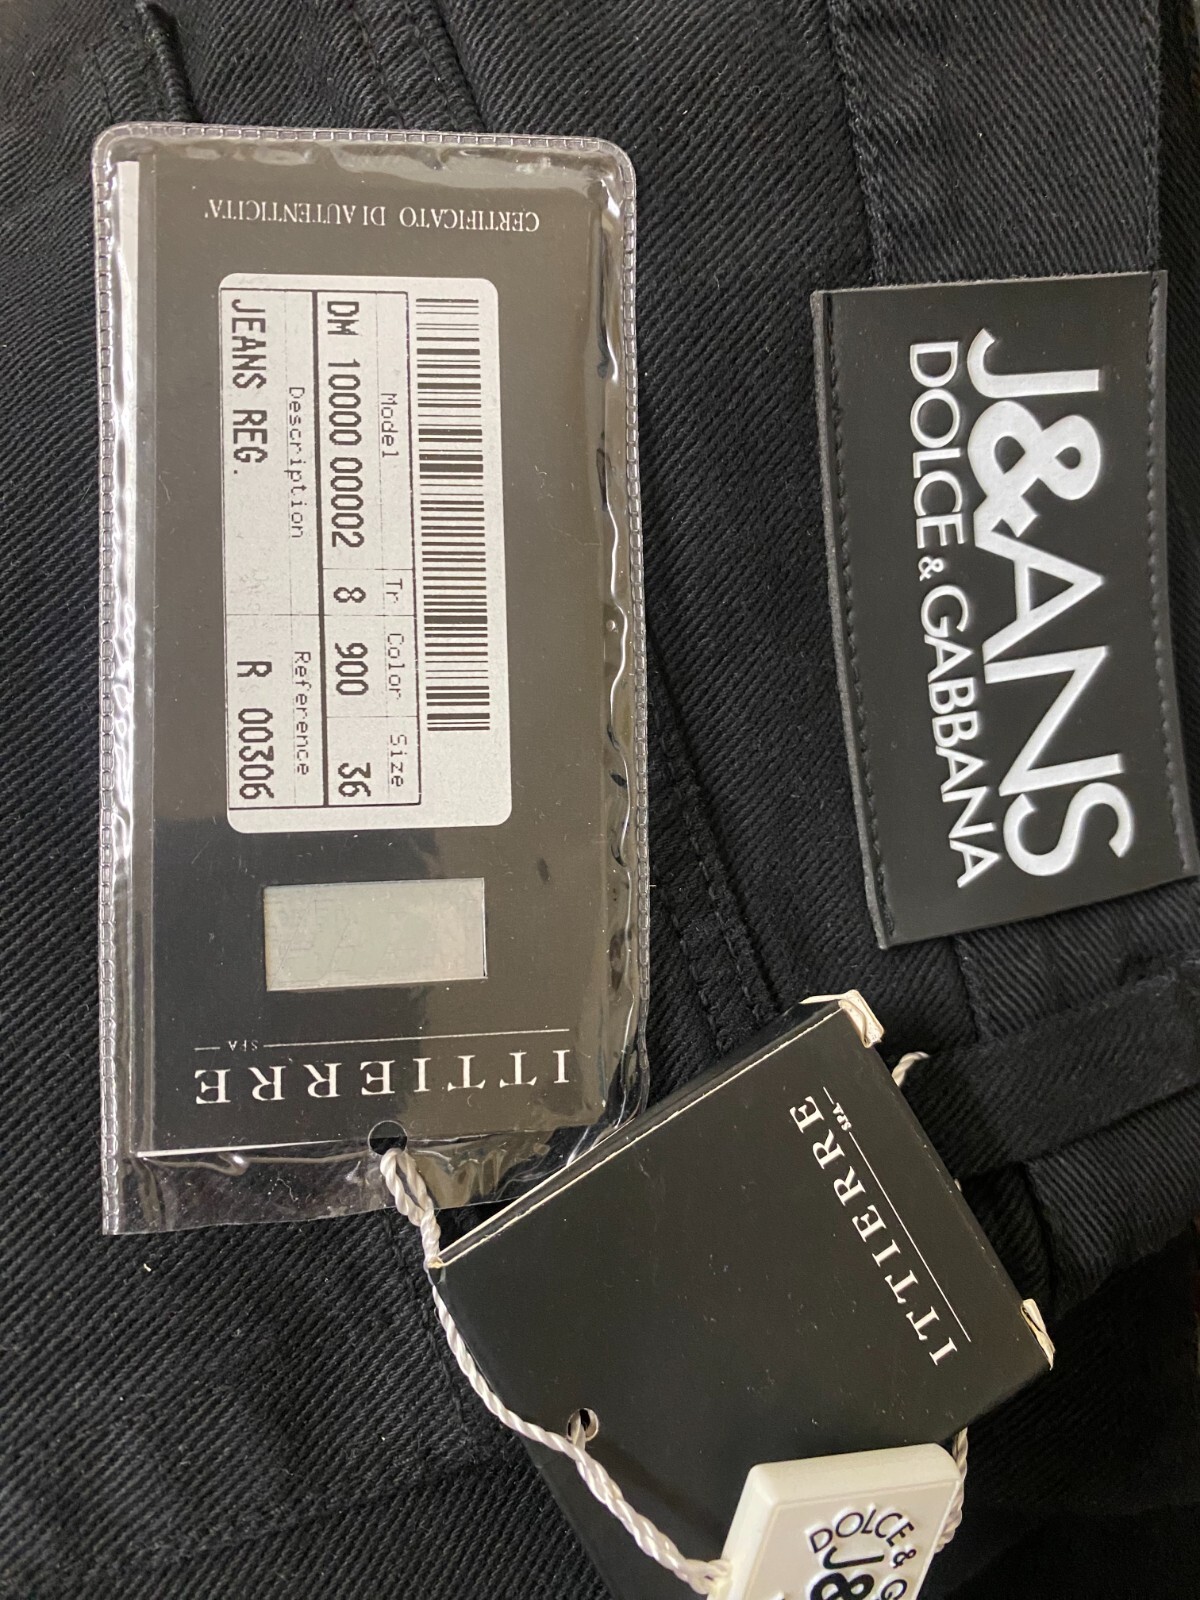 CERTIFICATO DI AUTENTICITA'
Model Tr Color Size
DM 10000 00002 8 900 36
Description Reference
JEANS REG. R 00306
ITTIERRE
SPA
J&ANS
DOLCE & GABBANA
ITTIERRE
SPA
DOLCE & G
J&